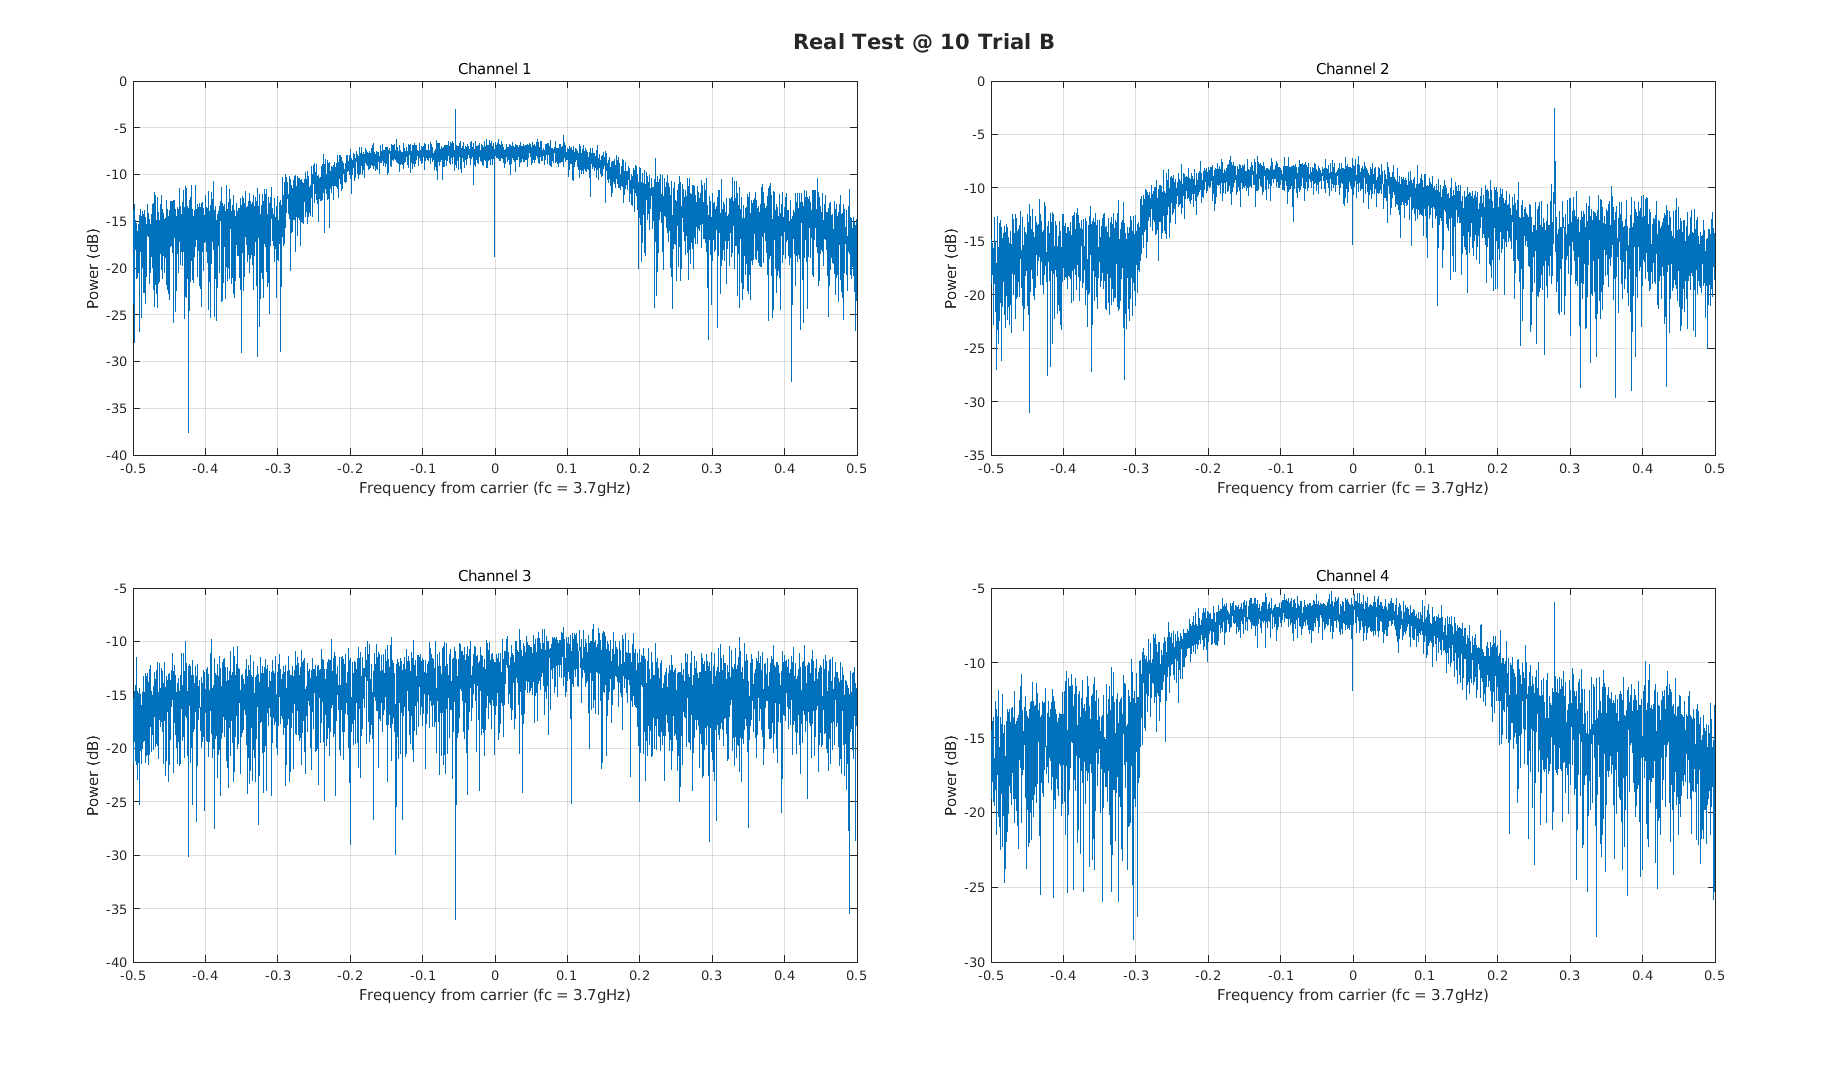 Real Test @ 10 Trial B
Channel 1
0
-5
-10
-15
-20
-25
-30
-35
-40
Power (dB)
-0.5 -0.4 -0.3 -0.2 -0.1 0 0.1 0.2 0.3 0.4 0.5
Frequency from carrier (fc = 3.7gHz)
Channel 2
0
-5
-10
-15
-20
-25
-30
-35
Power (dB)
-0.5 -0.4 -0.3 -0.2 -0.1 0 0.1 0.2 0.3 0.4 0.5
Frequency from carrier (fc = 3.7gHz)
Channel 3
-5
-10
-15
-20
-25
-30
-35
-40
Power (dB)
-0.5 -0.4 -0.3 -0.2 -0.1 0 0.1 0.2 0.3 0.4 0.5
Frequency from carrier (fc = 3.7gHz)
Channel 4
-5
-10
-15
-20
-25
-30
Power (dB)
-0.5 -0.4 -0.3 -0.2 -0.1 0 0.1 0.2 0.3 0.4 0.5
Frequency from carrier (fc = 3.7gHz)